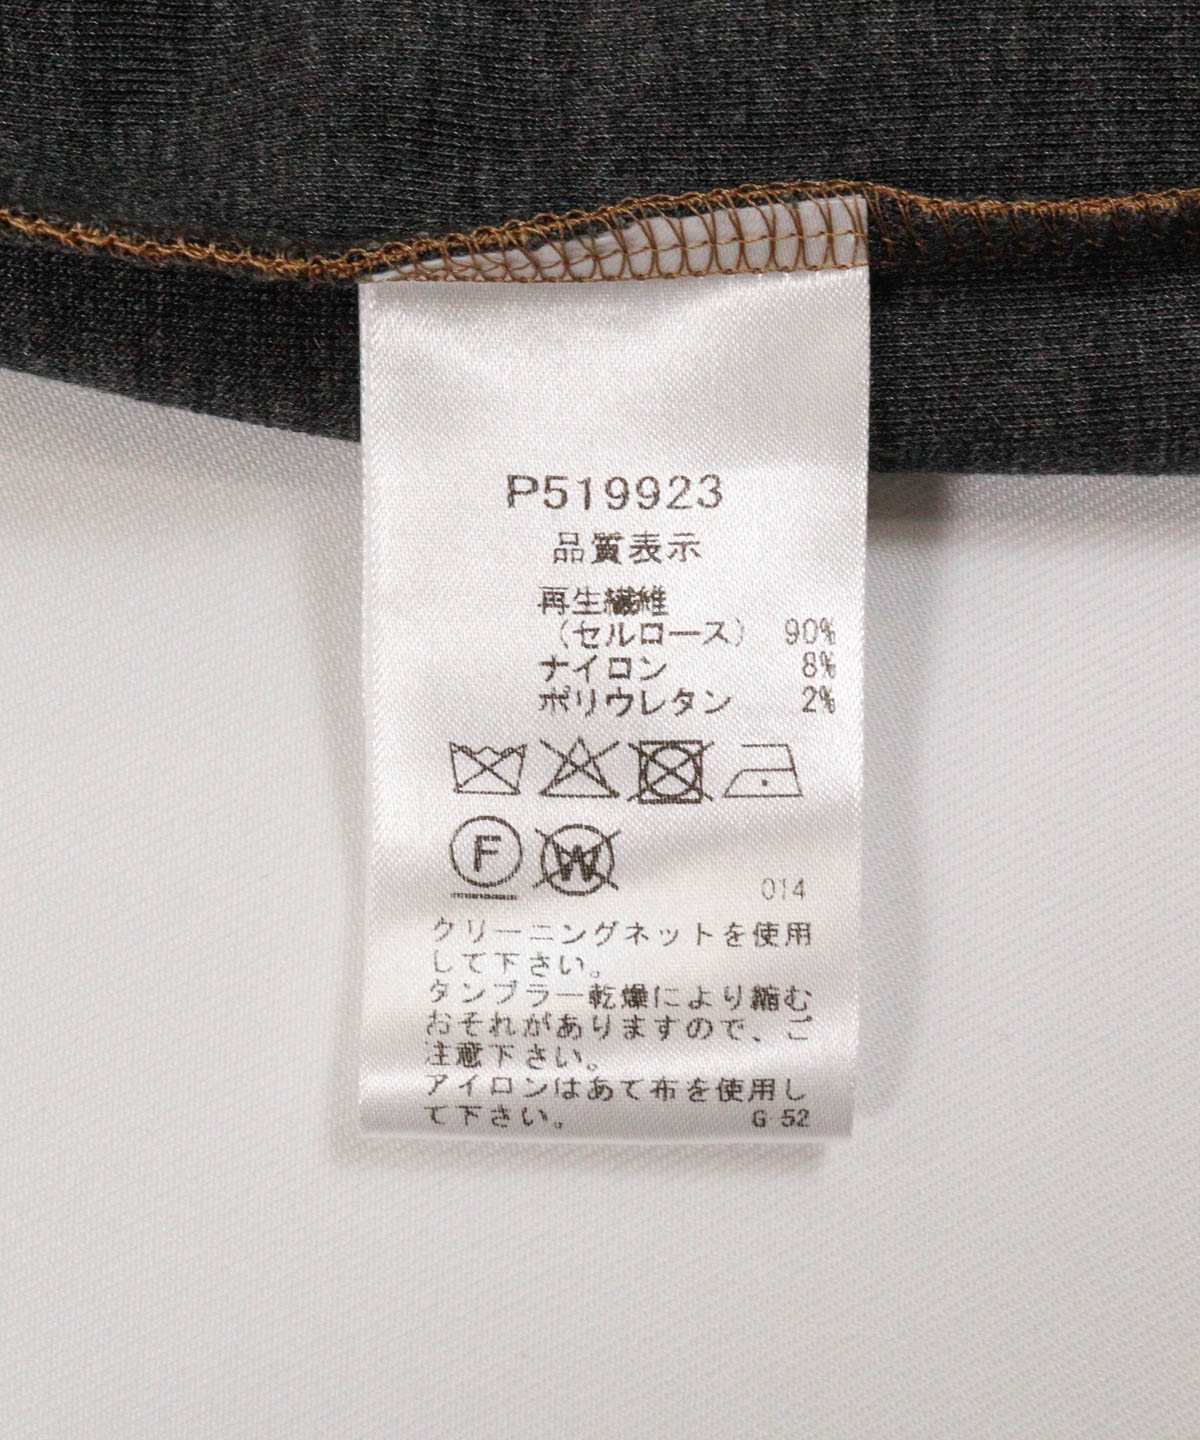 P519923
品質表示
再生繊維
(セルロース) 90%
ナイロン 8%
ポリウレタン 2%
F W
014
クリーニングネットを使用
して下さい。
タンブラー乾燥により縮む
おそれがありますので、ご
注意下さい。
アイロンはあて布を使用し
て下さい。 G 52